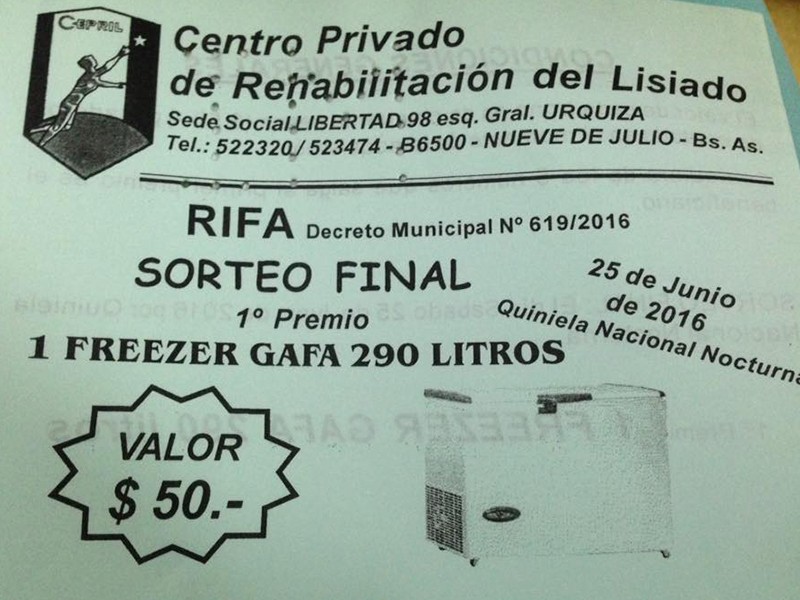 CEPRIL
Centro Privado
de Rehabilitación del Lisiado
Sede Social LIBERTAD 98 esq. Gral. URQUIZA
Tel.: 522320/ 523474 - B6500 - NUEVE DE JULIO - Bs. As.
RIFA Decreto Municipal Nº 619/2016
SORTEO FINAL
25 de Junio
de 2016
Quiniela Nacional Nocturna
1º Premio
1 FREEZER GAFA 290 LITROS
VALOR
$ 50.-